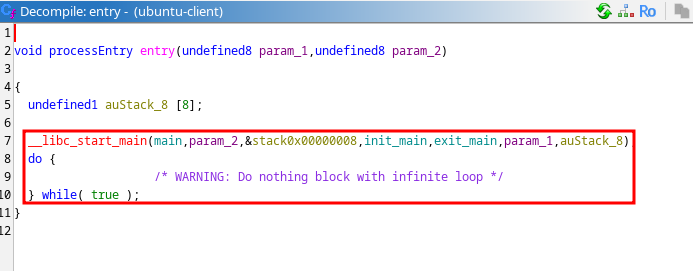 Decompile: entry - (ubuntu-client)
Ro
1
2 void processEntry entry(undefined8 param_1,undefined8 param_2)
3
4 {
5 undefined1 auStack_8 [8];
6
7 __libc_start_main(main,param_2,&stack0x00000008,init_main,exit_main,param_1,auStack_8)
8 do {
9 /* WARNING: Do nothing block with infinite loop */
10 } while( true );
11 }
12